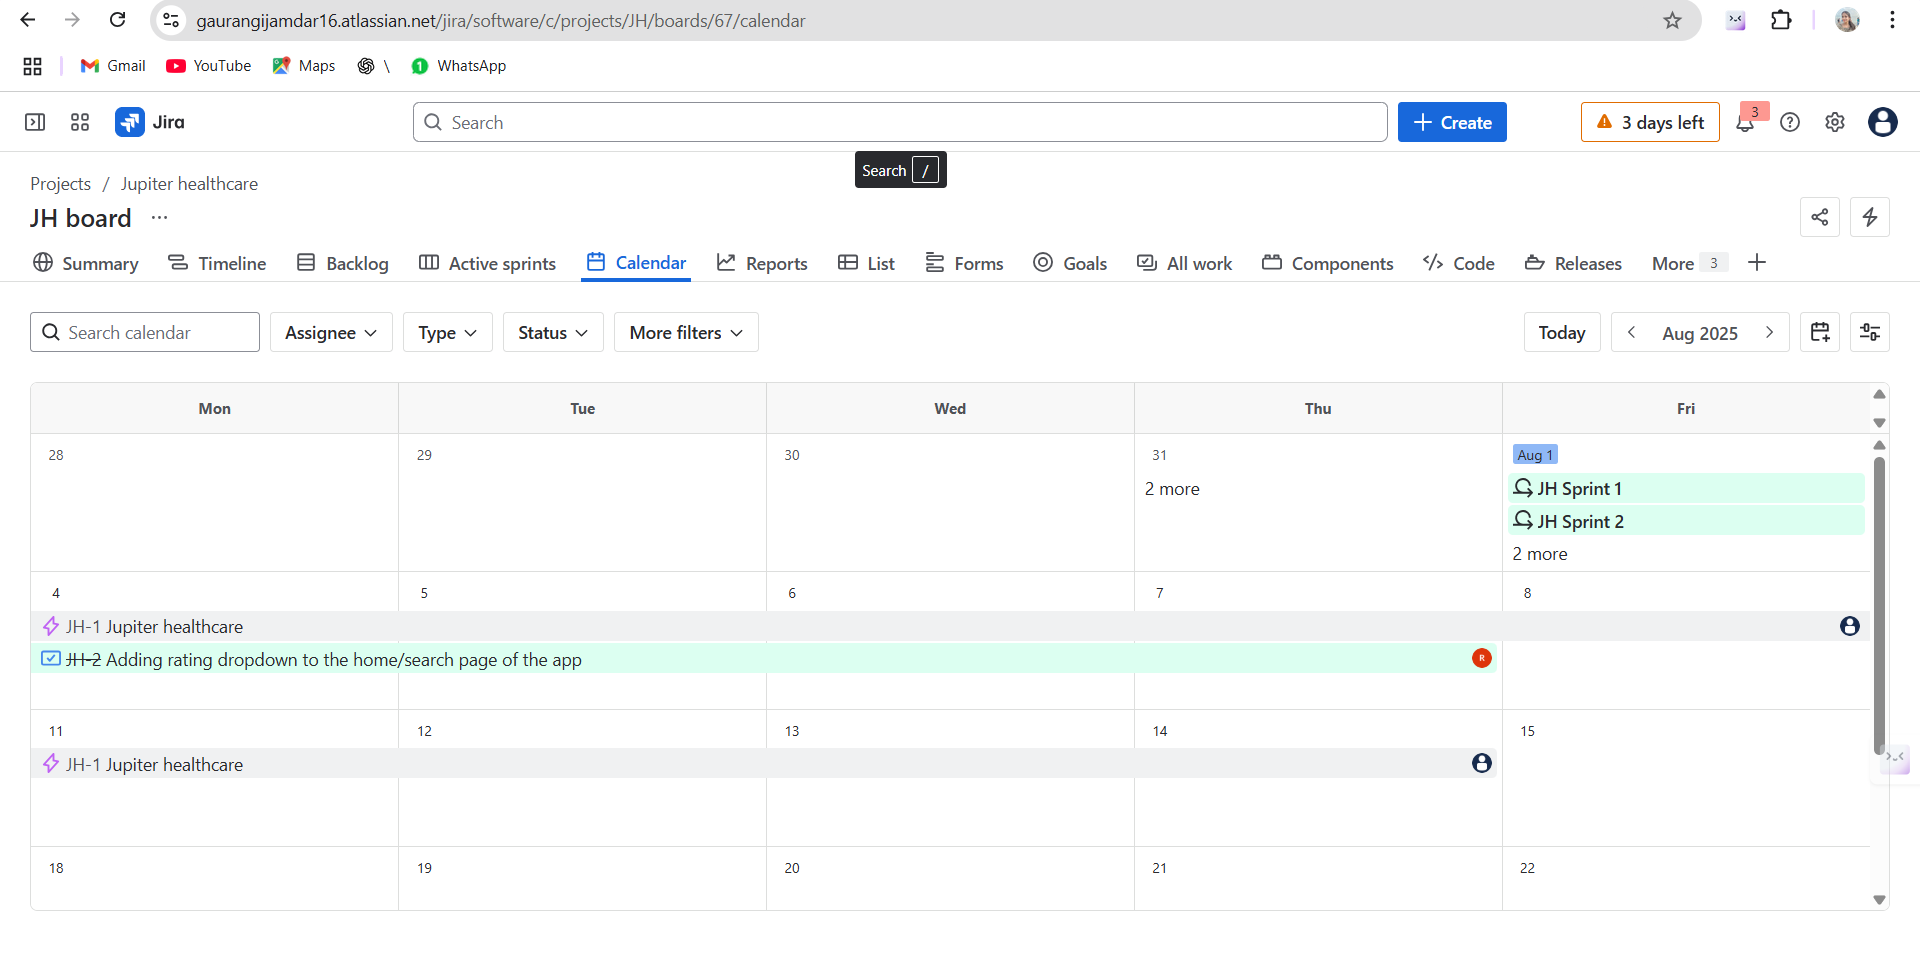 gaurangijamdar16.atlassian.net/jira/software/c/projects/JH/boards/67/calendar
Gmail YouTube Maps \ 1 WhatsApp
Jira Search Create 3 days left 3
Search /
Projects / Jupiter healthcare
JH board ...
Summary Timeline Backlog Active sprints Calendar Reports List Forms Goals All work Components Code Releases More 3
Search calendar Assignee Type Status More filters Today Aug 2025
Mon Tue Wed Thu Fri
28 29 30 31 Aug 1
2 more JH Sprint 1
JH Sprint 2
2 more
4 5 6 7 8
JH-1 Jupiter healthcare
JH-2 Adding rating dropdown to the home/search page of the app R
11 12 13 14 15
JH-1 Jupiter healthcare
18 19 20 21 22